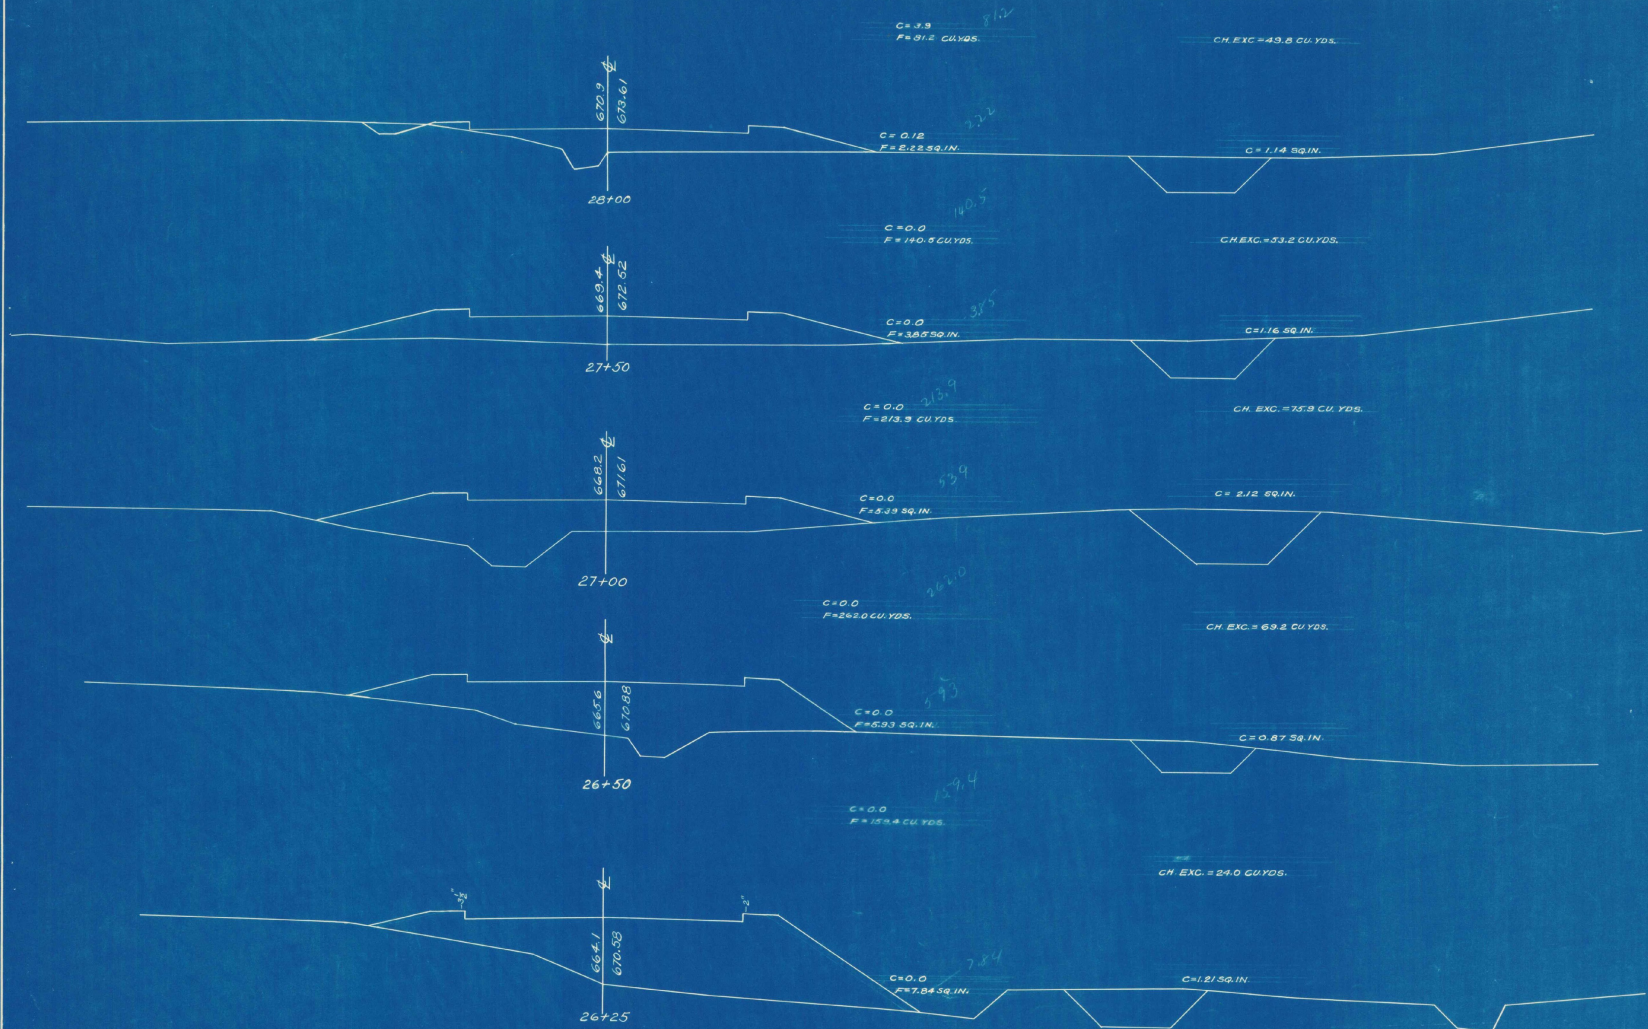 81.2
C= 3.9
F= 81.2 CU.YDS.
CH. EXC.=49.8 CU.YDS.
℄
670.9
673.61
2.22
C= 0.12
F= 2.22 SQ.IN.
C= 1.14 SQ.IN.
28+00
140.5
C=0.0
F= 140.5 CU.YDS.
CH.EXC.=53.2 CU.YDS.
℄
669.4
672.52
3.85
C=0.0
F=3.85 SQ.IN.
C=1.16 SQ.IN.
27+50
213.9
C=0.0
F=213.9 CU.YDS.
CH. EXC.=75.9 CU.YDS.
℄
668.2
671.61
539
C=0.0
F=5.39 SQ.IN.
C= 2.12 SQ.IN.
27+00
262.0
C=0.0
F=262.0 CU.YDS.
CH. EXC.= 69.2 CU.YDS.
℄
665.6
670.88
593
C=0.0
F=5.93 SQ.IN.
C=0.87 SQ.IN.
26+50
159.4
C=0.0
F= 159.4 CU.YDS.
CH. EXC.= 24.0 CU.YDS.
℄
-3½"
-2"
664.1
670.58
7.84
C=0.0
F=7.84 SQ.IN.
C=1.21 SQ.IN.
26+25